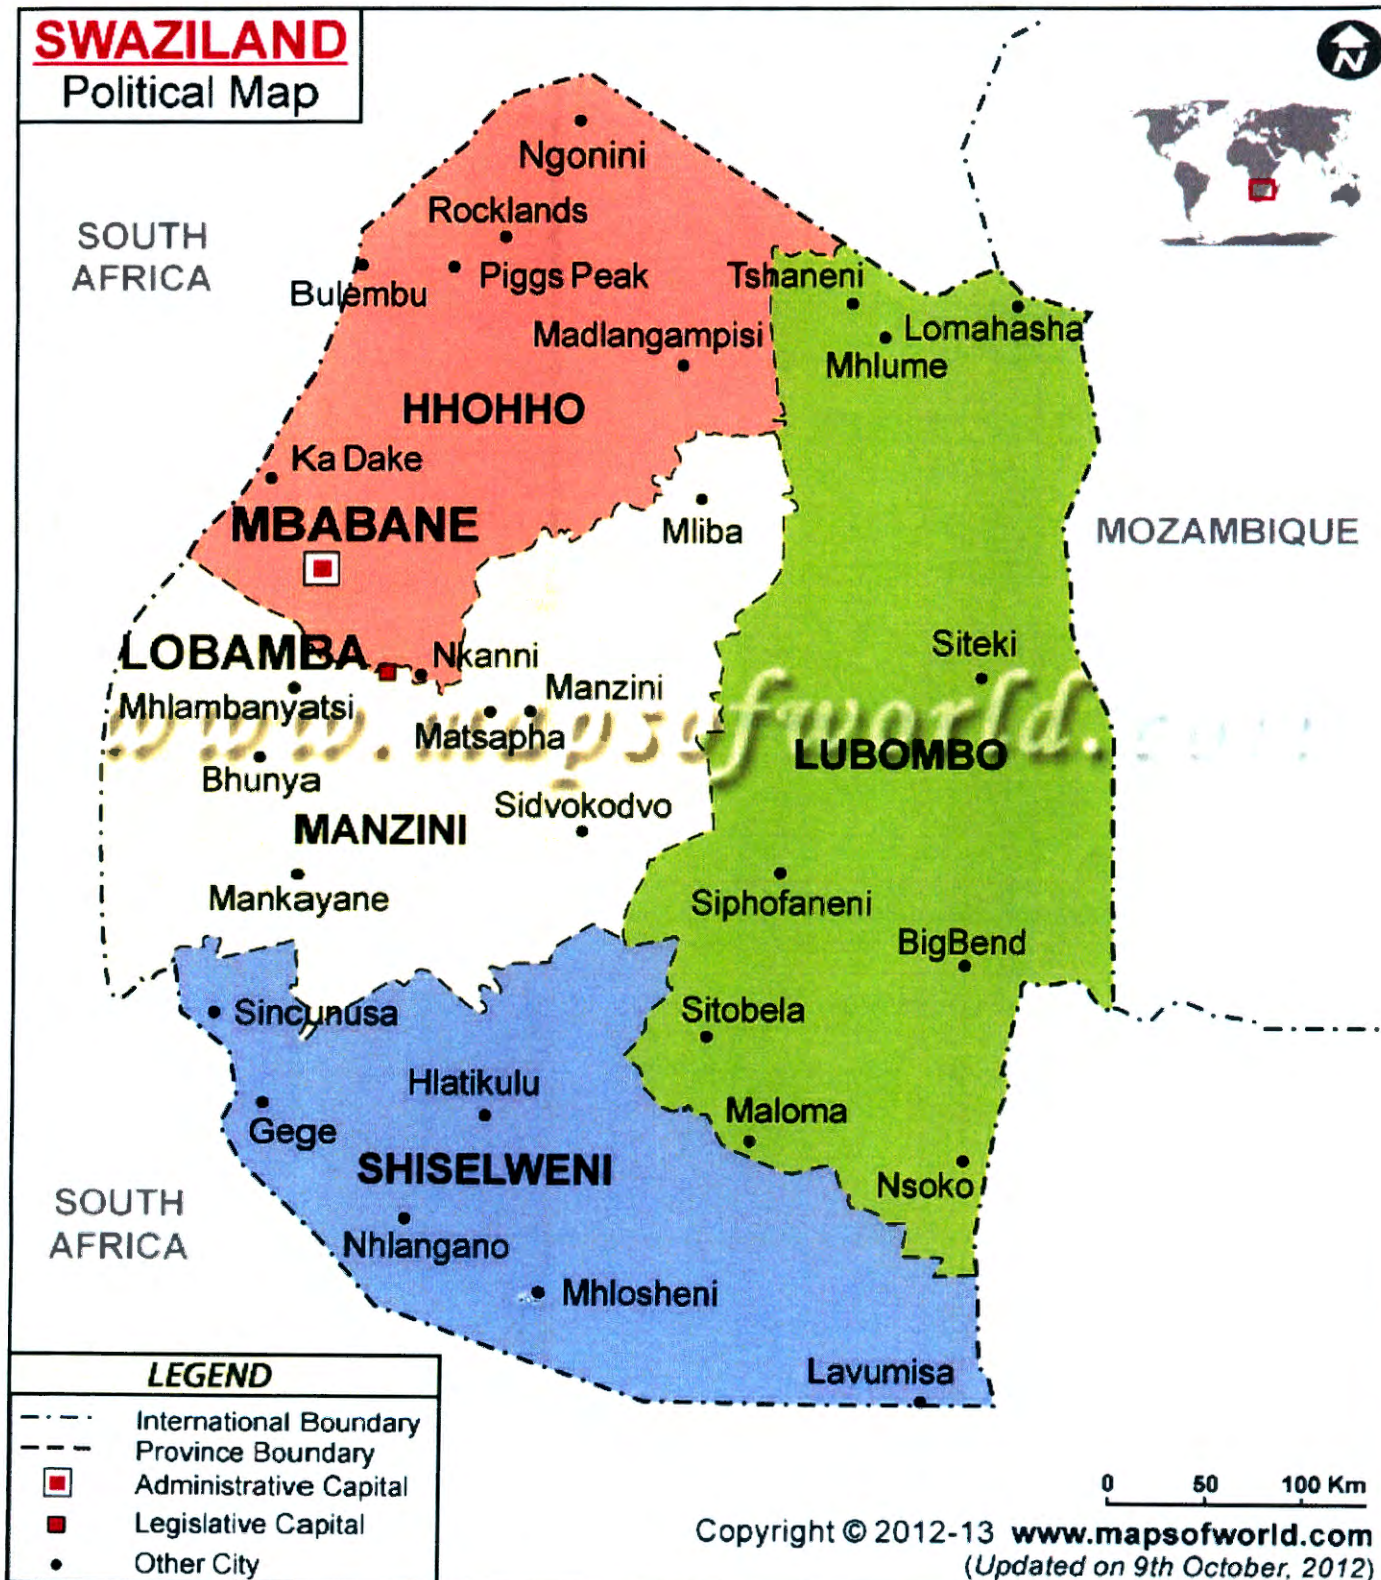 SWAZILAND
Political Map
N
SOUTH
AFRICA
Ngonini
Rocklands
Bulembu
Piggs Peak
Tshaneni
Lomahasha
Madlangampisi
Mhlume
HHOHHO
Ka Dake
MBABANE
Mliba
MOZAMBIQUE
LOBAMBA
Nkanni
Siteki
Mhlambanyatsi
Manzini
Matsapha
www.mapsofworld.com
LUBOMBO
Bhunya
Sidvokodvo
MANZINI
Mankayane
Siphofaneni
BigBend
Sincunusa
Sitobela
Hlatikulu
Gege
Maloma
SHISELWENI
Nsoko
SOUTH
AFRICA
Nhlangano
Mhlosheni
Lavumisa
LEGEND
International Boundary
Province Boundary
Administrative Capital
Legislative Capital
Other City
0 50 100 Km
Copyright © 2012-13 www.mapsofworld.com
(Updated on 9th October, 2012)